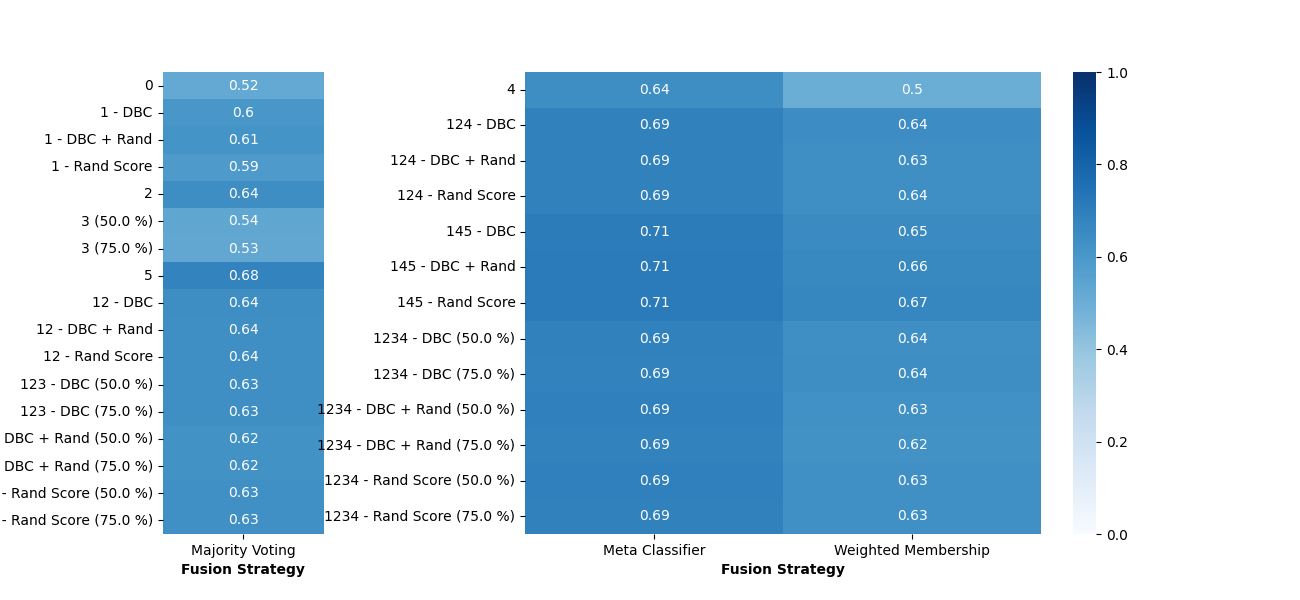 0 0.52
1 - DBC 0.6
1 - DBC + Rand 0.61
1 - Rand Score 0.59
2 0.64
3 (50.0 %) 0.54
3 (75.0 %) 0.53
5 0.68
12 - DBC 0.64
12 - DBC + Rand 0.64
12 - Rand Score 0.64
123 - DBC (50.0 %) 0.63
123 - DBC (75.0 %) 0.63
DBC + Rand (50.0 %) 0.62
DBC + Rand (75.0 %) 0.62
- Rand Score (50.0 %) 0.63
- Rand Score (75.0 %) 0.63
Majority Voting
Fusion Strategy
4 0.64 0.5
124 - DBC 0.69 0.64
124 - DBC + Rand 0.69 0.63
124 - Rand Score 0.69 0.64
145 - DBC 0.71 0.65
145 - DBC + Rand 0.71 0.66
145 - Rand Score 0.71 0.67
1234 - DBC (50.0 %) 0.69 0.64
1234 - DBC (75.0 %) 0.69 0.64
1234 - DBC + Rand (50.0 %) 0.69 0.63
1234 - DBC + Rand (75.0 %) 0.69 0.62
1234 - Rand Score (50.0 %) 0.69 0.63
1234 - Rand Score (75.0 %) 0.69 0.63
Meta Classifier Weighted Membership
Fusion Strategy
1.0
0.8
0.6
0.4
0.2
0.0